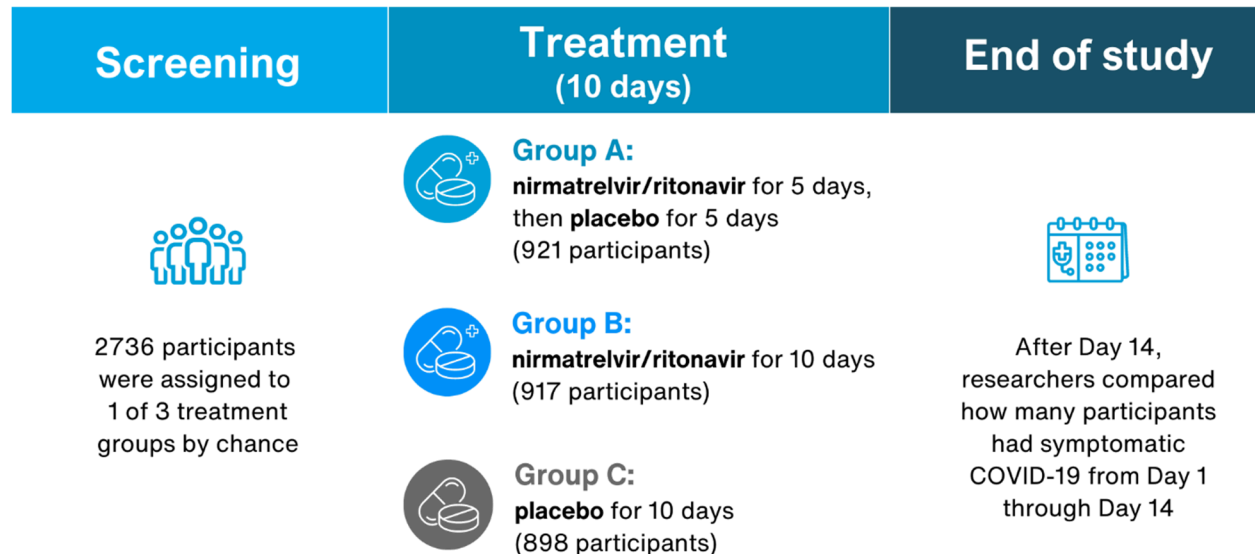 Screening
Treatment
(10 days)
End of study
2736 participants
were assigned to
1 of 3 treatment
groups by chance
Group A:
nirmatrelvir/ritonavir for 5 days,
then placebo for 5 days
(921 participants)
Group B:
nirmatrelvir/ritonavir for 10 days
(917 participants)
Group C:
placebo for 10 days
(898 participants)
After Day 14,
researchers compared
how many participants
had symptomatic
COVID-19 from Day 1
through Day 14